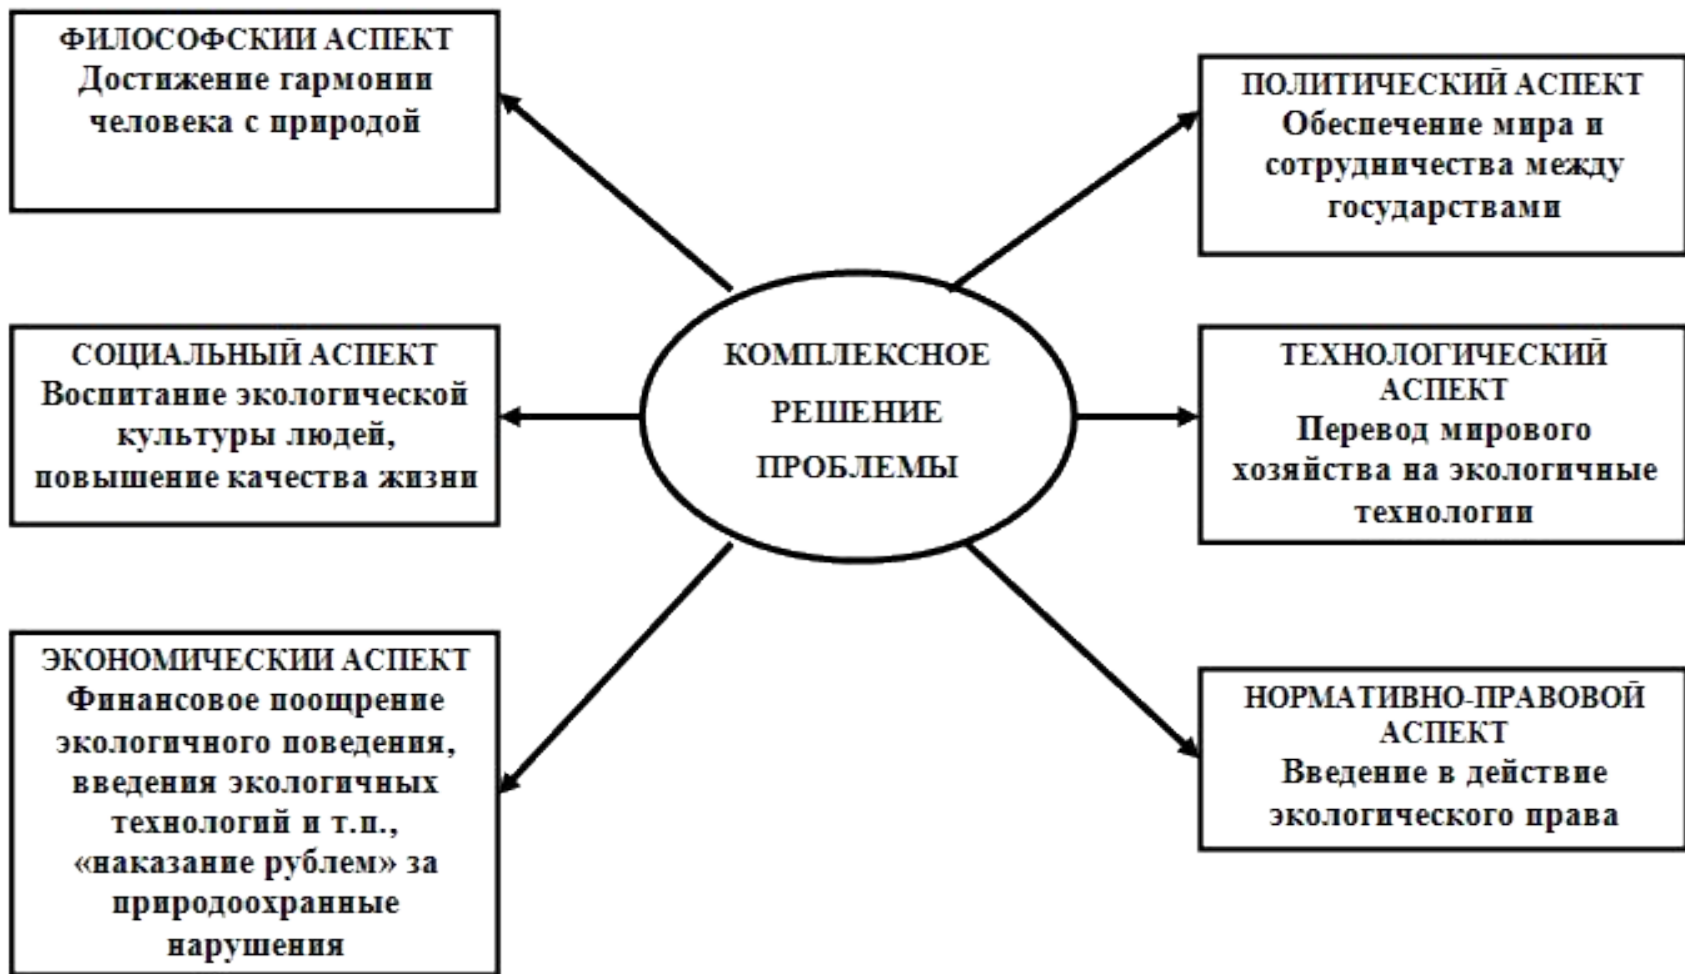 ФИЛОСОФСКИЙ АСПЕКТ
Достижение гармонии
человека с природой
ПОЛИТИЧЕСКИЙ АСПЕКТ
Обеспечение мира и
сотрудничества между
государствами
СОЦИАЛЬНЫЙ АСПЕКТ
Воспитание экологической
культуры людей,
повышение качества жизни
КОМПЛЕКСНОЕ
РЕШЕНИЕ
ПРОБЛЕМЫ
ТЕХНОЛОГИЧЕСКИЙ
АСПЕКТ
Перевод мирового
хозяйства на экологичные
технологии
ЭКОНОМИЧЕСКИЙ АСПЕКТ
Финансовое поощрение
экологичного поведения,
введения экологичных
технологий и т.п.,
«наказание рублем» за
природоохранные
нарушения
НОРМАТИВНО-ПРАВОВОЙ
АСПЕКТ
Введение в действие
экологического права